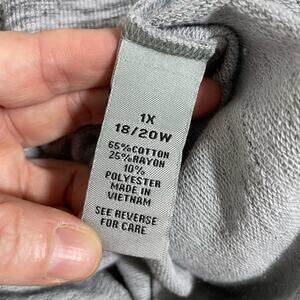 1X
18/20W
65%COTTON
25%RAYON
10%
POLYESTER
MADE IN
VIETNAM
SEE REVERSE
FOR CARE